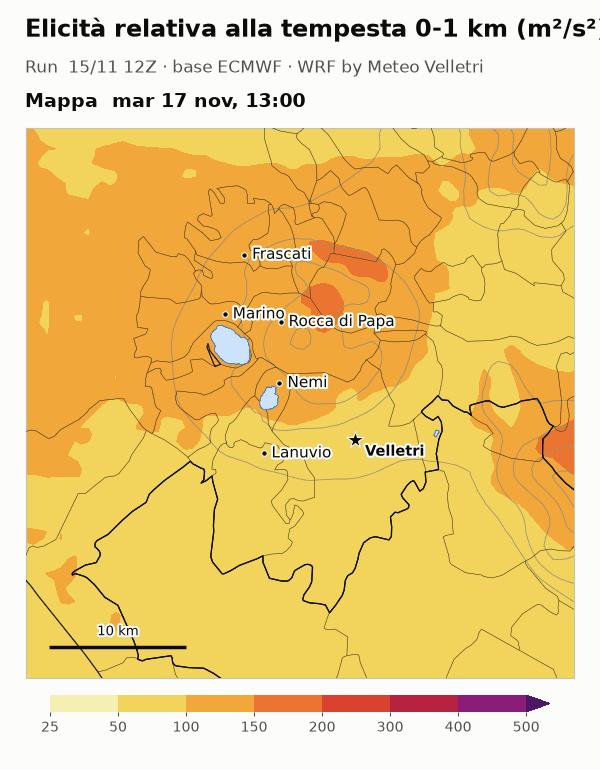 Elicità relativa alla tempesta 0-1 km (m²/s²)
Run 15/11 12Z · base ECMWF · WRF by Meteo Velletri
Mappa mar 17 nov, 13:00
Frascati
Marino
Rocca di Papa
Nemi
Velletri
Lanuvio
10 km
25 50 100 150 200 300 400 500